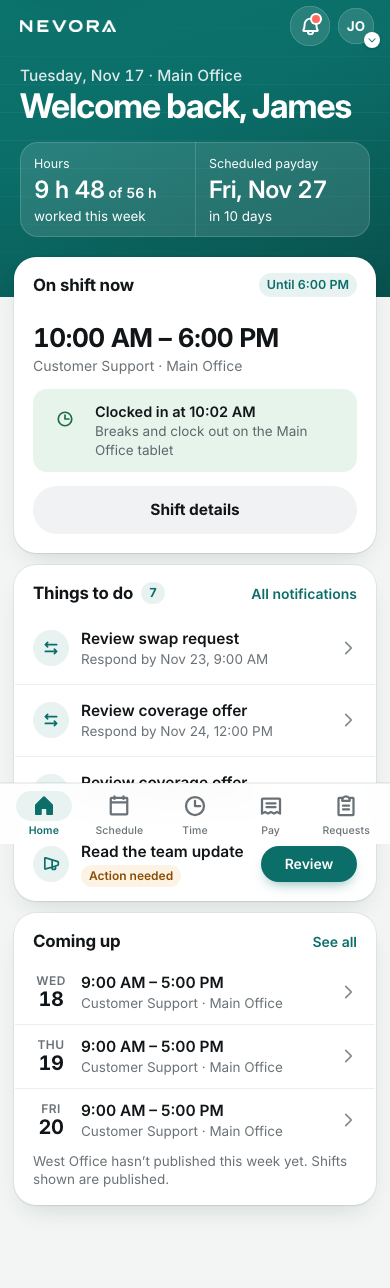 NEVORA
JO
Tuesday, Nov 17 · Main Office
Welcome back, James
Hours
9 h 48 of 56 h
worked this week
Scheduled payday
Fri, Nov 27
in 10 days
On shift now
Until 6:00 PM
10:00 AM – 6:00 PM
Customer Support · Main Office
Clocked in at 10:02 AM
Breaks and clock out on the Main
Office tablet
Shift details
Things to do 7
All notifications
Review swap request
Respond by Nov 23, 9:00 AM
Review coverage offer
Respond by Nov 24, 12:00 PM
Review coverage offer
Home
Schedule
Time
Pay
Requests
Read the team update
Action needed
Review
Coming up
See all
WED
18
9:00 AM – 5:00 PM
Customer Support · Main Office
THU
19
9:00 AM – 5:00 PM
Customer Support · Main Office
FRI
20
9:00 AM – 5:00 PM
Customer Support · Main Office
West Office hasn’t published this week yet. Shifts
shown are published.